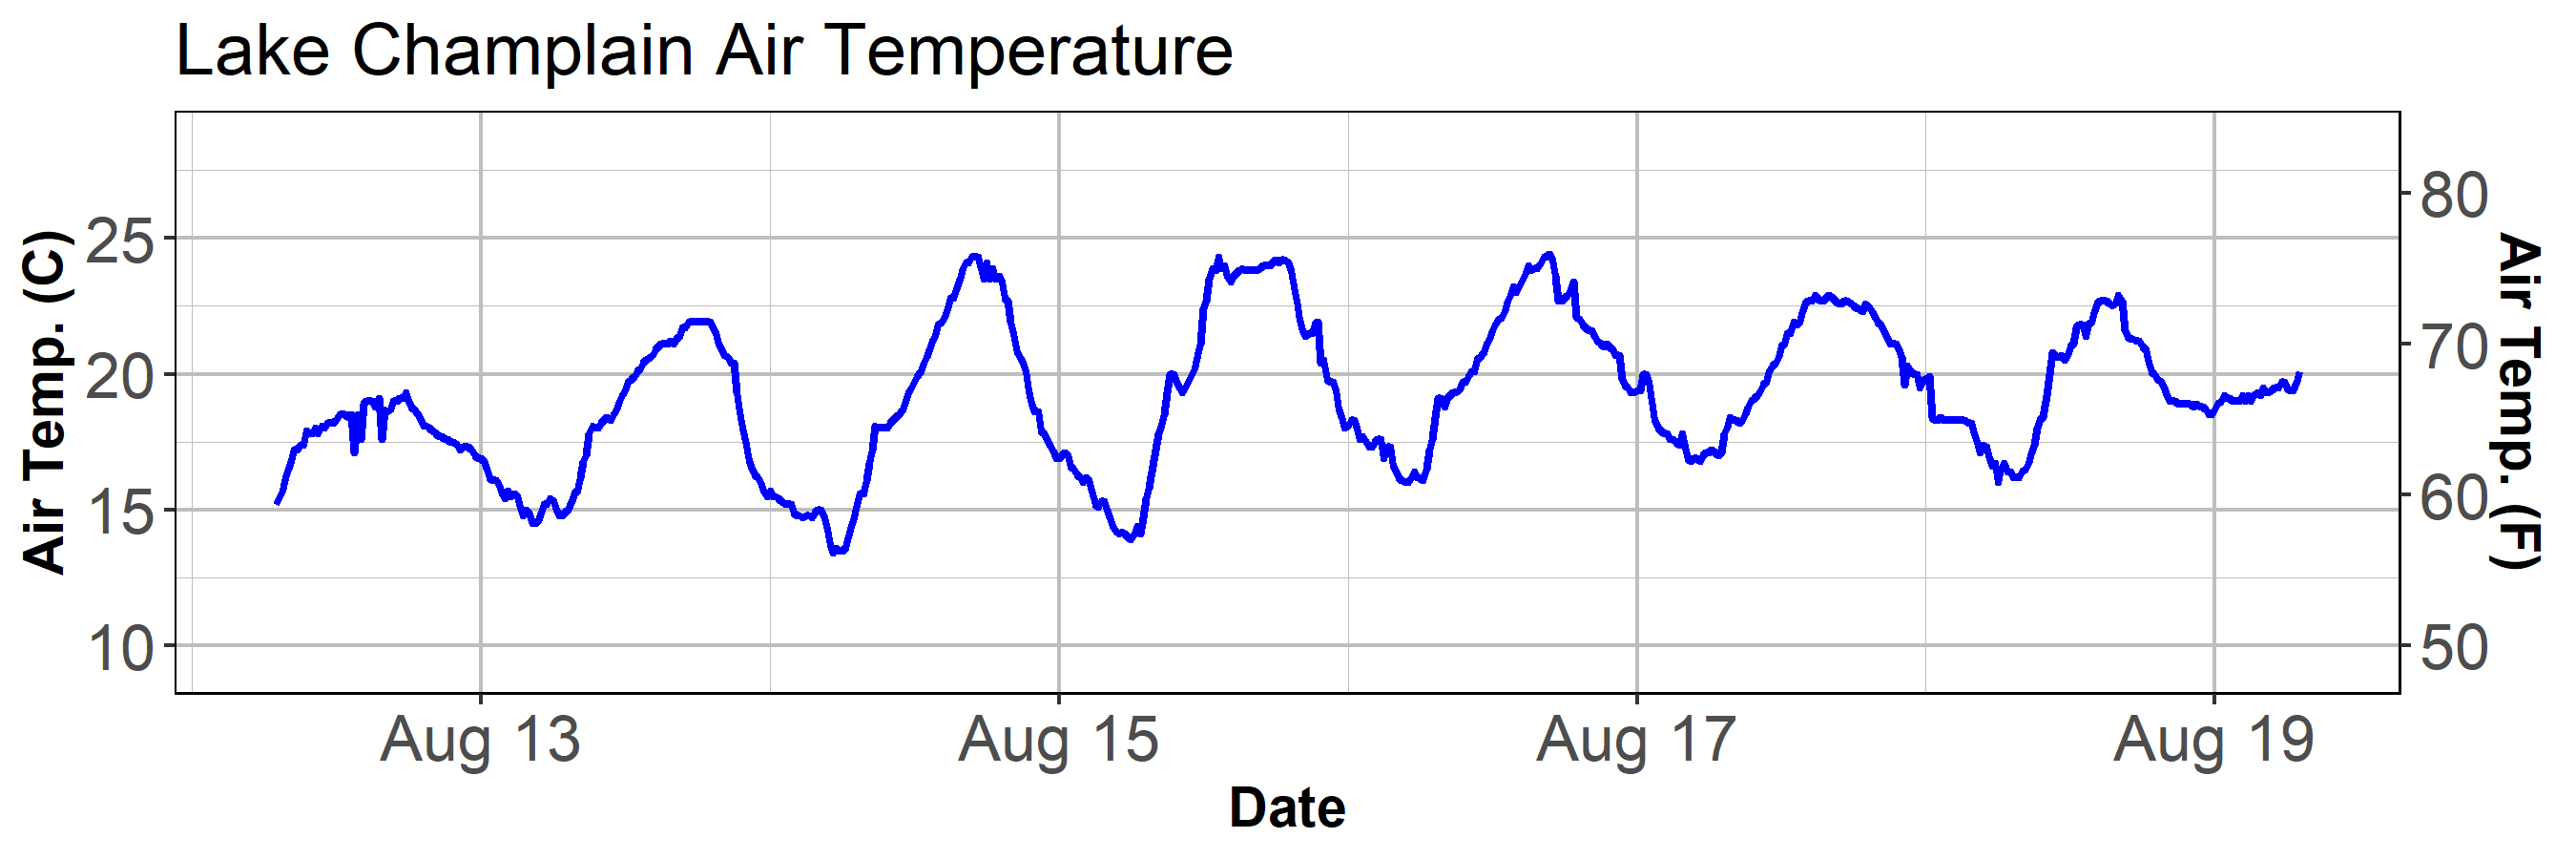 Lake Champlain Air Temperature
Air Temp. (C)
25
20
15
10
80
70
60
50
Air Temp. (F)
Aug 13
Aug 15
Aug 17
Aug 19
Date